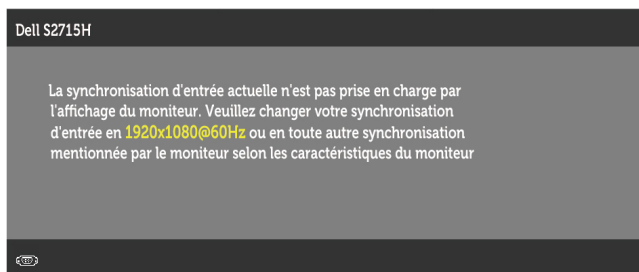 Dell S2715H
La synchronisation d'entrée actuelle n'est pas prise en charge par
l'affichage du moniteur. Veuillez changer votre synchronisation
d'entrée en 1920x1080@60Hz ou en toute autre synchronisation
mentionnée par le moniteur selon les caractéristiques du moniteur